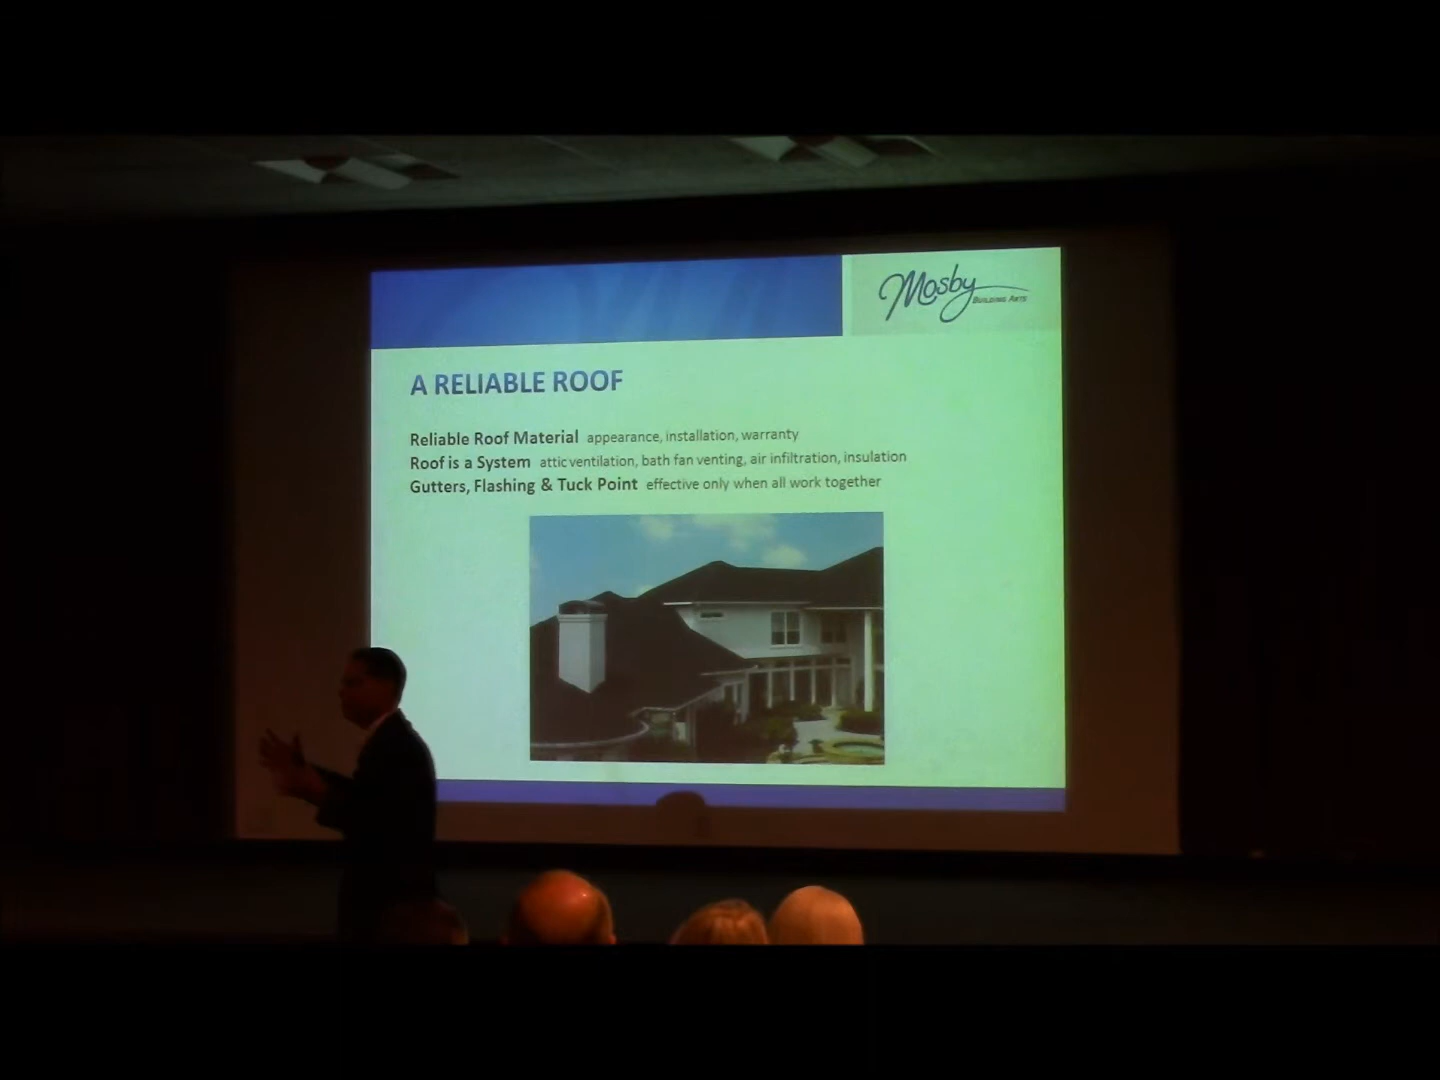 Mosby
BUILDING ARTS
A RELIABLE ROOF
Reliable Roof Material appearance, installation, warranty
Roof is a System attic ventilation, bath fan venting, air infiltration, insulation
Gutters, Flashing & Tuck Point effective only when all work together